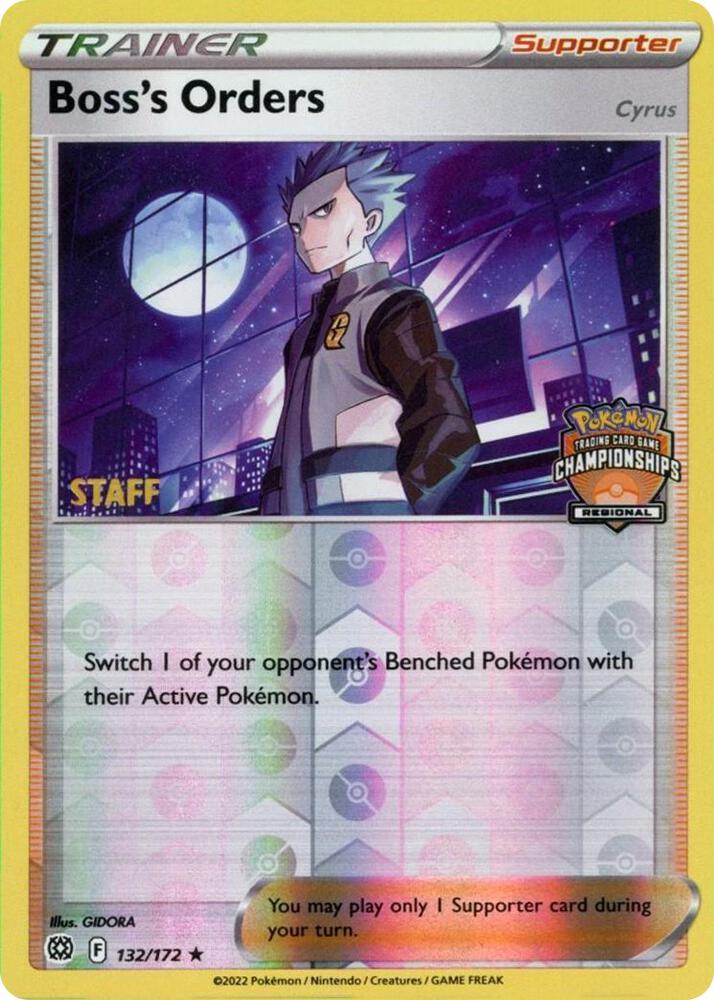 TRAINER
Supporter
Boss's Orders
Cyrus
G
STAFF
Pokémon
TRADING CARD GAME
CHAMPIONSHIPS
REGIONAL
Switch 1 of your opponent's Benched Pokémon with
their Active Pokémon.
You may play only 1 Supporter card during
your turn.
Illus. GIDORA
F 132/172 ★
©2022 Pokémon / Nintendo / Creatures / GAME FREAK